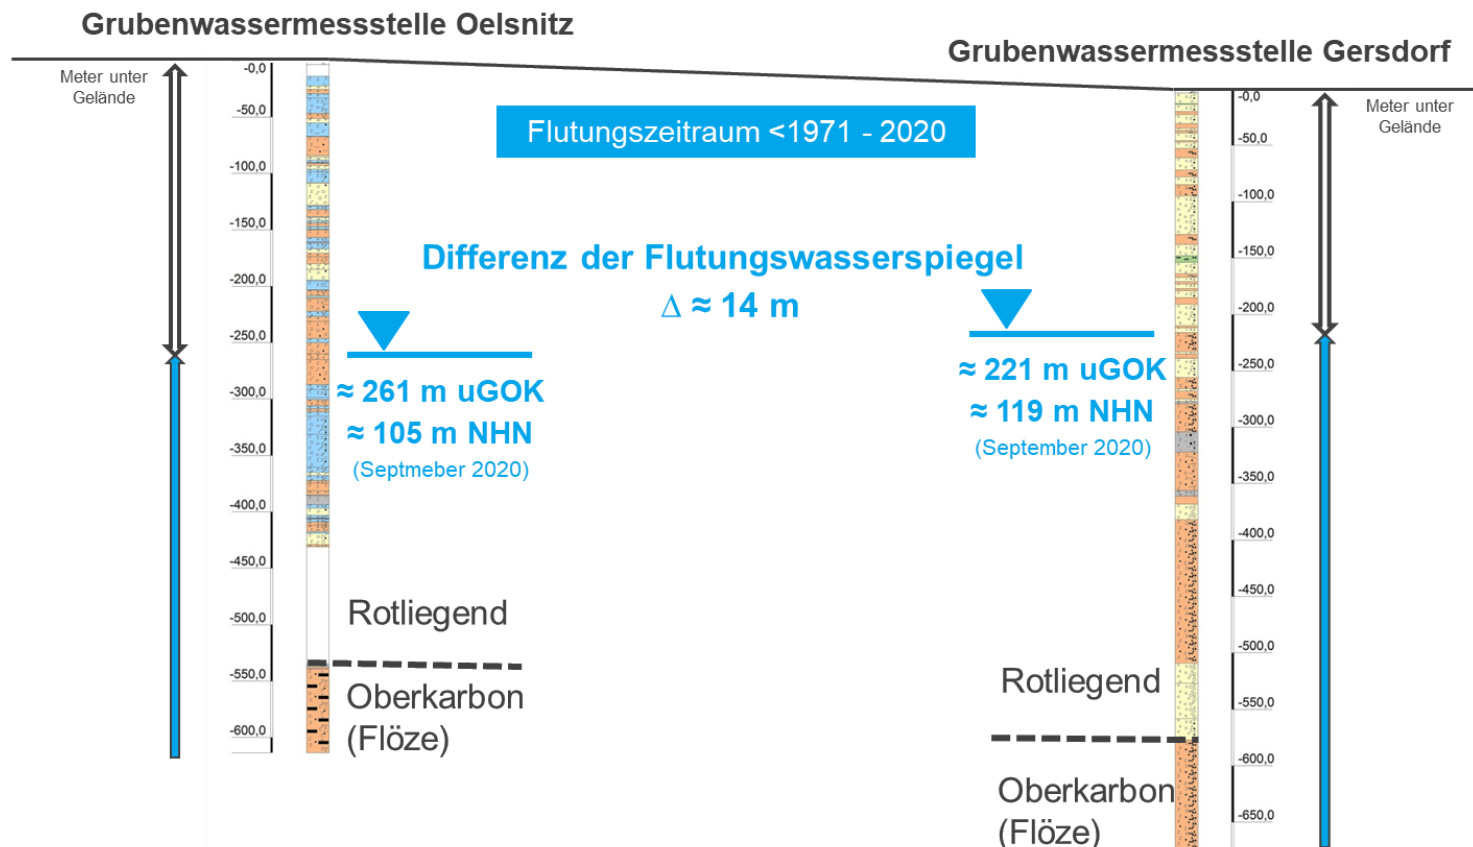 Grubenwassermessstelle Oelsnitz
Grubenwassermessstelle Gersdorf
Meter unter
Gelände
-0,0
-50,0
-100,0
-150,0
-200,0
-250,0
-300,0
-350,0
-400,0
-450,0
-500,0
-550,0
-600,0
Flutungszeitraum <1971 - 2020
Differenz der Flutungswasserspiegel
Δ ≈ 14 m
≈ 261 m uGOK
≈ 105 m NHN
(Septmeber 2020)
≈ 221 m uGOK
≈ 119 m NHN
(September 2020)
Rotliegend
Oberkarbon
(Flöze)
Rotliegend
Oberkarbon
(Flöze)
-0,0
-50,0
-100,0
-150,0
-200,0
-250,0
-300,0
-350,0
-400,0
-450,0
-500,0
-550,0
-600,0
-650,0
Meter unter
Gelände